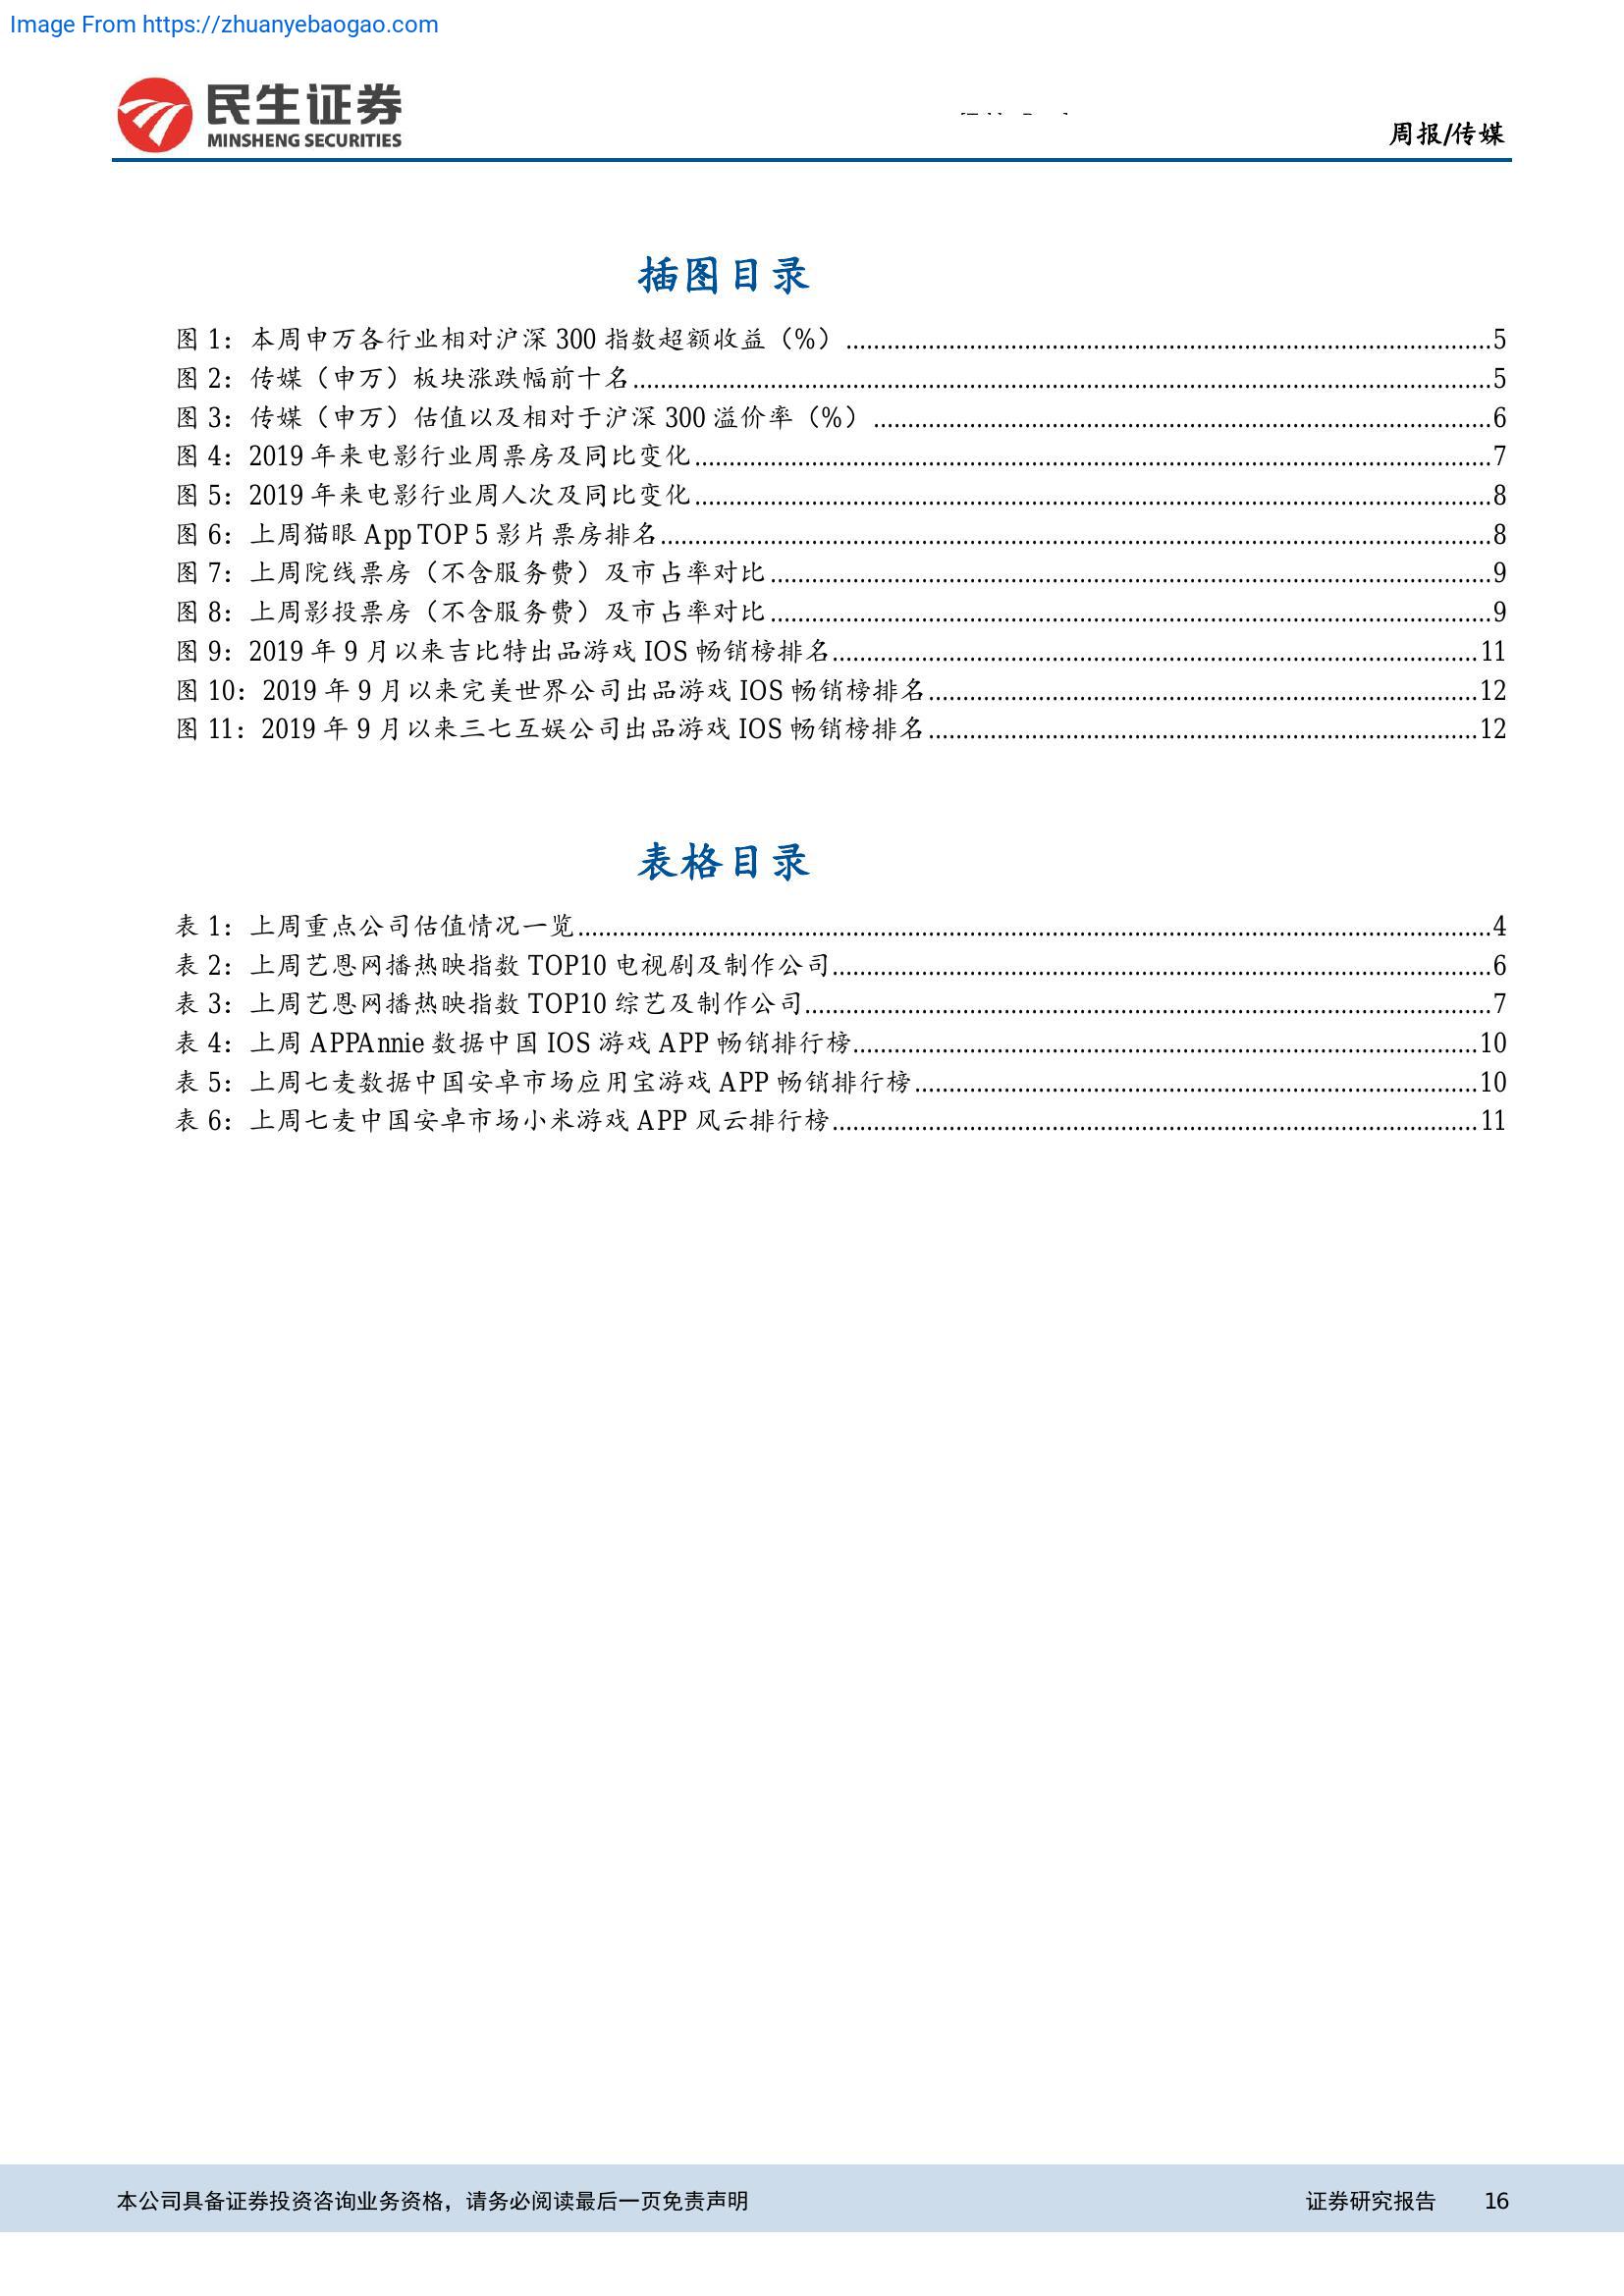 Image From https://zhuanyebaogao.com
民生证券
MINSHENG SECURITIES
周报/传媒
插图目录
图 1：本周申万各行业相对沪深 300 指数超额收益（%）5
图 2：传媒（申万）板块涨跌幅前十名5
图 3：传媒（申万）估值以及相对于沪深 300 溢价率（%）6
图 4：2019 年来电影行业周票房及同比变化7
图 5：2019 年来电影行业周人次及同比变化8
图 6：上周猫眼 App TOP 5 影片票房排名8
图 7：上周院线票房（不含服务费）及市占率对比9
图 8：上周影投票房（不含服务费）及市占率对比9
图 9：2019 年 9 月以来吉比特出品游戏 IOS 畅销榜排名11
图 10：2019 年 9 月以来完美世界公司出品游戏 IOS 畅销榜排名12
图 11：2019 年 9 月以来三七互娱公司出品游戏 IOS 畅销榜排名12
表格目录
表 1：上周重点公司估值情况一览4
表 2：上周艺恩网播热映指数 TOP10 电视剧及制作公司6
表 3：上周艺恩网播热映指数 TOP10 综艺及制作公司7
表 4：上周 APPAnnie 数据中国 IOS 游戏 APP 畅销排行榜10
表 5：上周七麦数据中国安卓市场应用宝游戏 APP 畅销排行榜10
表 6：上周七麦中国安卓市场小米游戏 APP 风云排行榜11
本公司具备证券投资咨询业务资格，请务必阅读最后一页免责声明 证券研究报告 16